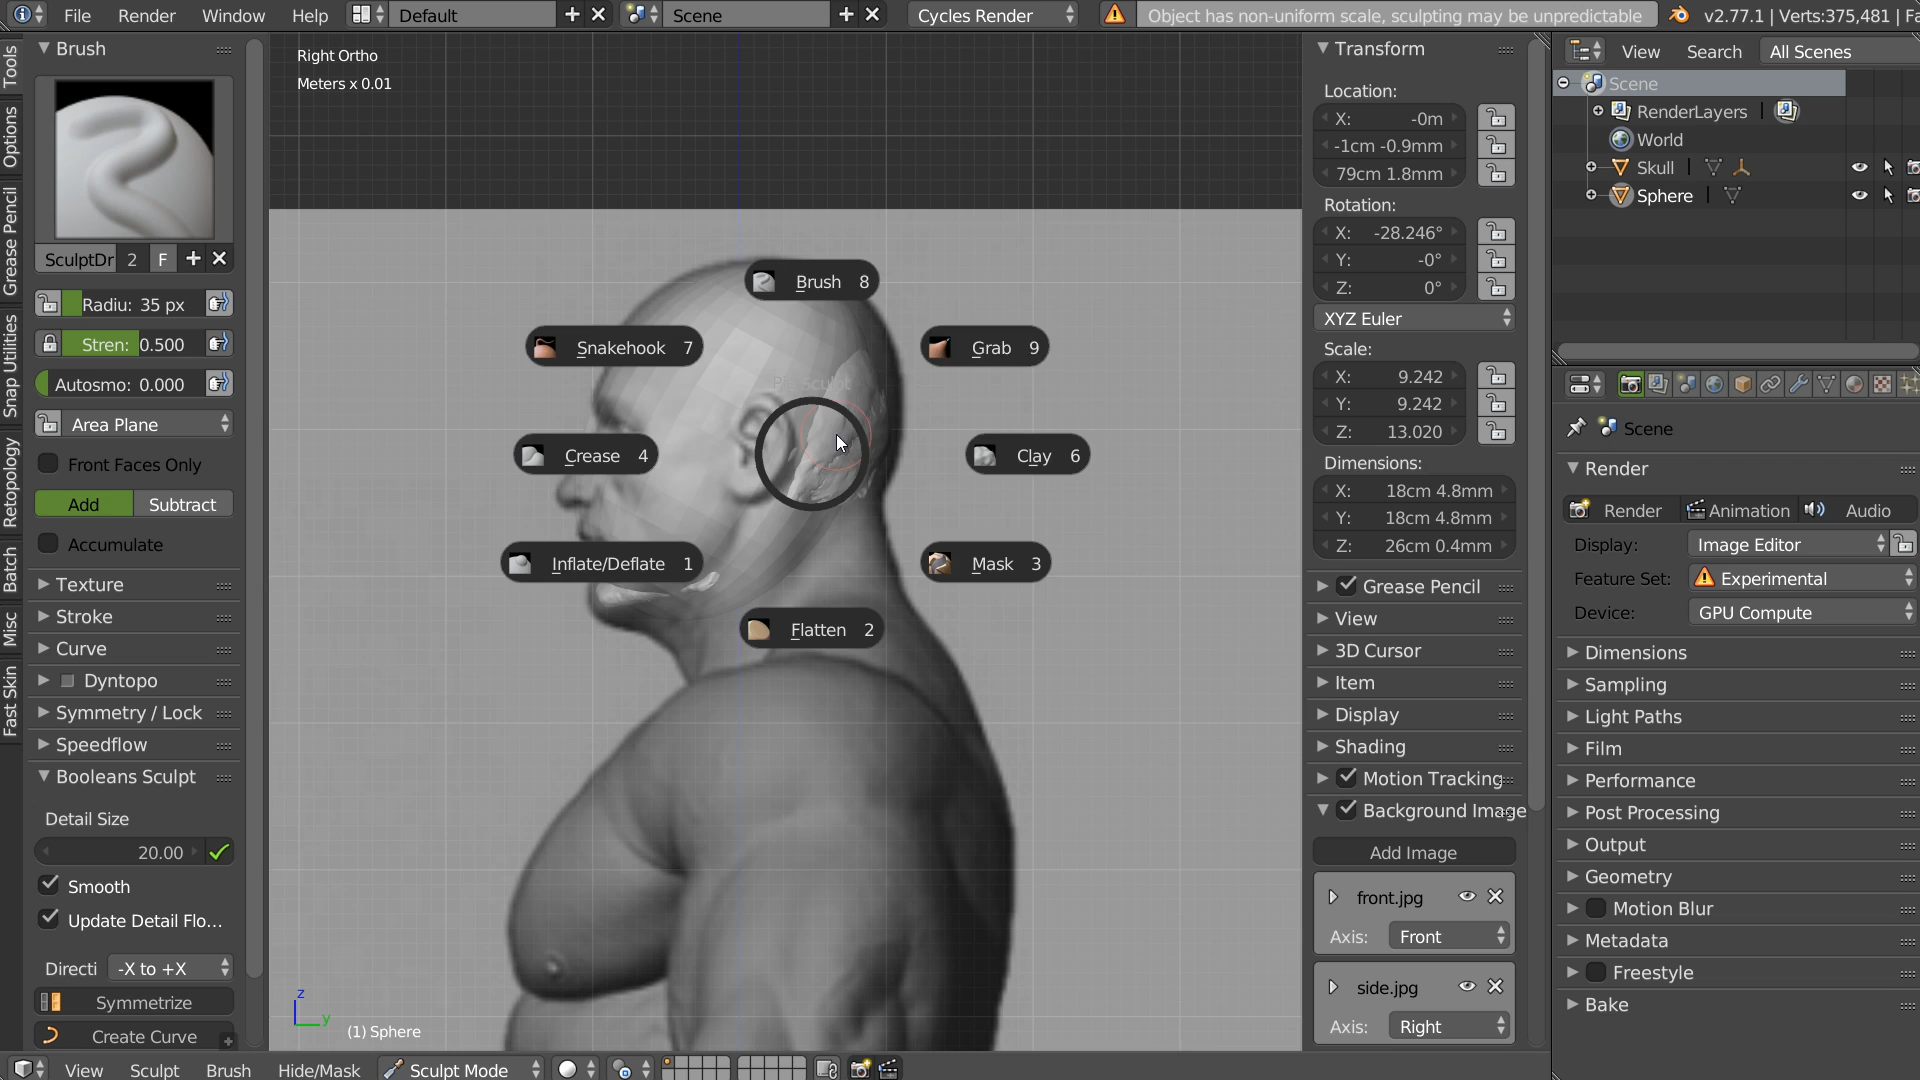 File Render Window Help Default Scene Cycles Render Object has non-uniform scale, sculpting may be unpredictable v2.77.1 | Verts:375,481 | Fa
Tools
Options
Grease Pencil
Snap Utilities
Retopology
Batch
Misc
Fast Skin
Brush
SculptDr 2 F
Radiu: 35 px
Stren: 0.500
Autosmo: 0.000
Area Plane
Front Faces Only
Add Subtract
Accumulate
Texture
Stroke
Curve
Dyntopo
Symmetry / Lock
Speedflow
Booleans Sculpt
Detail Size
20.00
Smooth
Update Detail Flo...
Directi -X to +X
Symmetrize
Create Curve
Right Ortho
Meters x 0.01
Brush 8
Snakehook 7
Grab 9
Pie Sculpt
Crease 4
Clay 6
Inflate/Deflate 1
Mask 3
Flatten 2
z
y
(1) Sphere
Transform
Location:
X: -0m
-1cm -0.9mm
79cm 1.8mm
Rotation:
X: -28.246°
Y: -0°
Z: 0°
XYZ Euler
Scale:
X: 9.242
Y: 9.242
Z: 13.020
Dimensions:
X: 18cm 4.8mm
Y: 18cm 4.8mm
Z: 26cm 0.4mm
Grease Pencil
View
3D Cursor
Item
Display
Shading
Motion Tracking
Background Image
Add Image
front.jpg
Axis: Front
side.jpg
Axis: Right
View Search All Scenes
Scene
RenderLayers
World
Skull
Sphere
Scene
Render
Render Animation Audio
Display: Image Editor
Feature Set: Experimental
Device: GPU Compute
Dimensions
Sampling
Light Paths
Film
Performance
Post Processing
Output
Geometry
Motion Blur
Metadata
Freestyle
Bake
View Sculpt Brush Hide/Mask Sculpt Mode